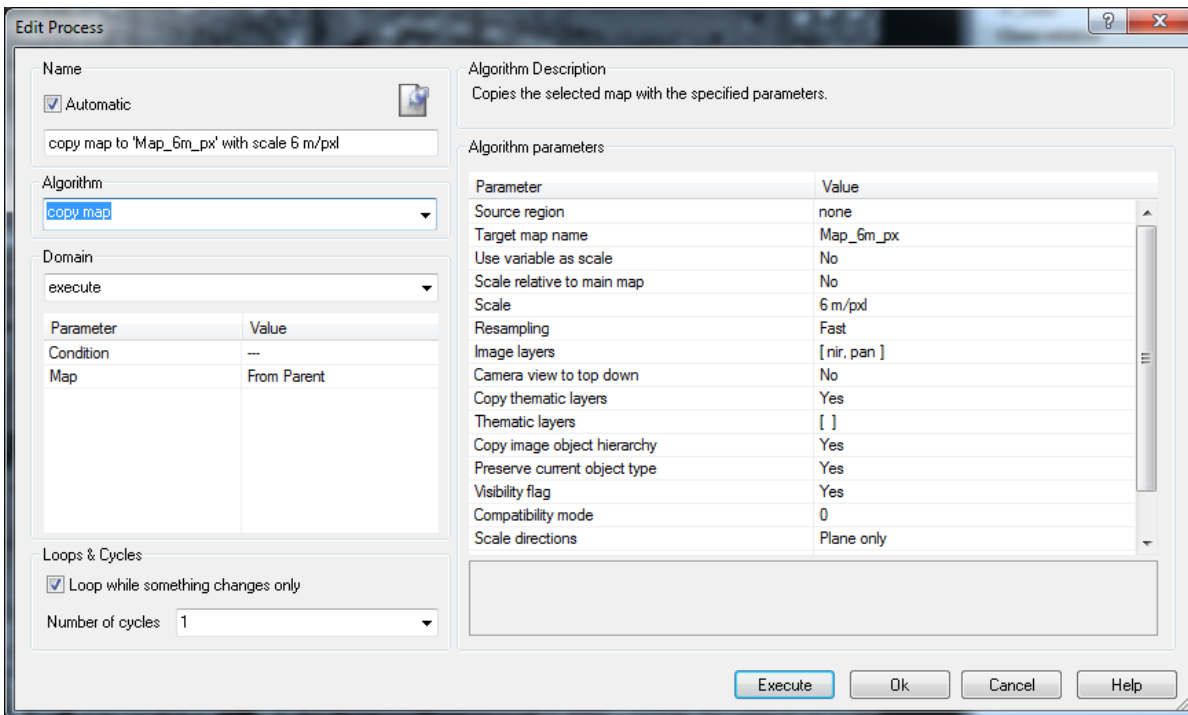 Edit Process
Name
Automatic
copy map to 'Map_6m_px' with scale 6 m/pxl
Algorithm
copy map
Domain
execute
Parameter Value
Condition ---
Map From Parent
Loops & Cycles
Loop while something changes only
Number of cycles 1
Algorithm Description
Copies the selected map with the specified parameters.
Algorithm parameters
Parameter Value
Source region none
Target map name Map_6m_px
Use variable as scale No
Scale relative to main map No
Scale 6 m/pxl
Resampling Fast
Image layers [ nir, pan ]
Camera view to top down No
Copy thematic layers Yes
Thematic layers [ ]
Copy image object hierarchy Yes
Preserve current object type Yes
Visibility flag Yes
Compatibility mode 0
Scale directions Plane only
Execute Ok Cancel Help